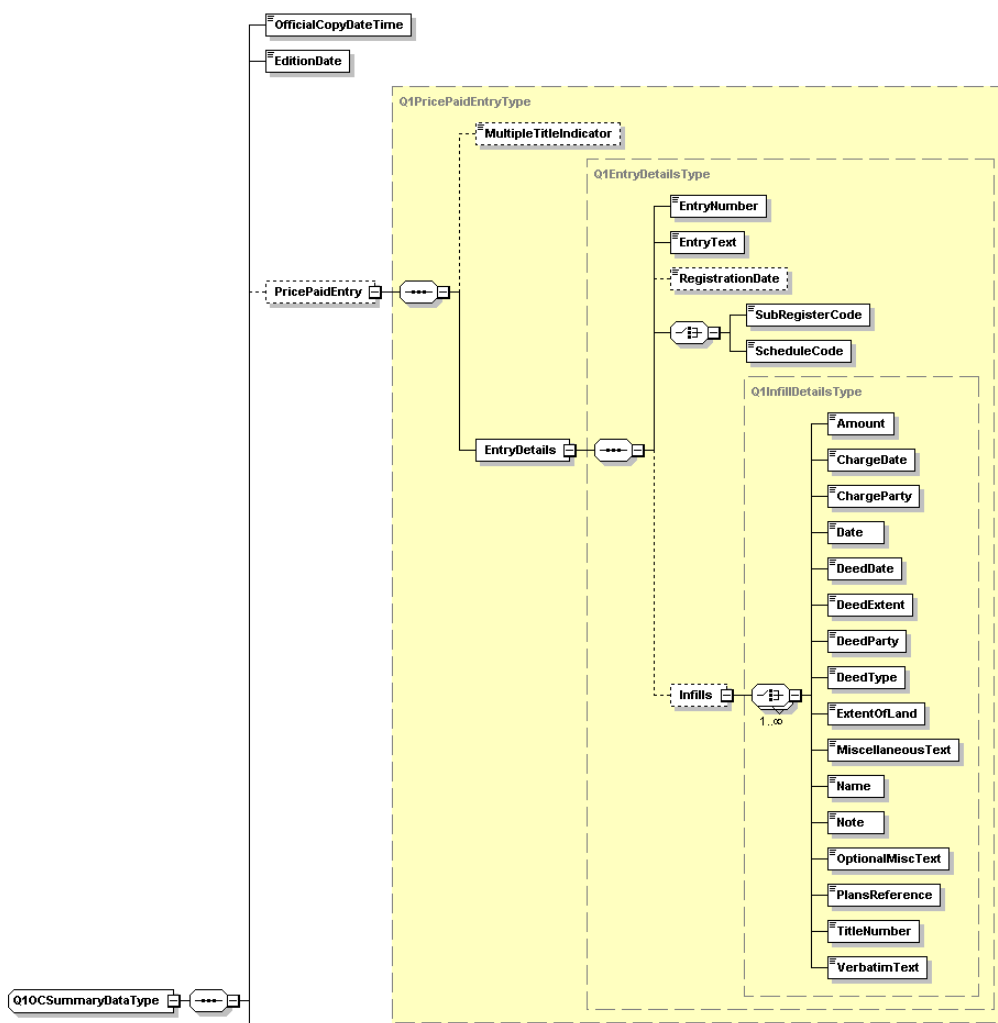 OfficialCopyDateTime
EditionDate
Q1PricePaidEntryType
MultipleTitleIndicator
Q1EntryDetailsType
EntryNumber
EntryText
RegistrationDate
PricePaidEntry
SubRegisterCode
ScheduleCode
Q1InfillDetailsType
Amount
EntryDetails
ChargeDate
ChargeParty
Date
DeedDate
DeedExtent
DeedParty
DeedType
Infills
ExtentOfLand
1..∞
MiscellaneousText
Name
Note
OptionalMiscText
PlansReference
TitleNumber
VerbatimText
Q1OCSummaryDataType